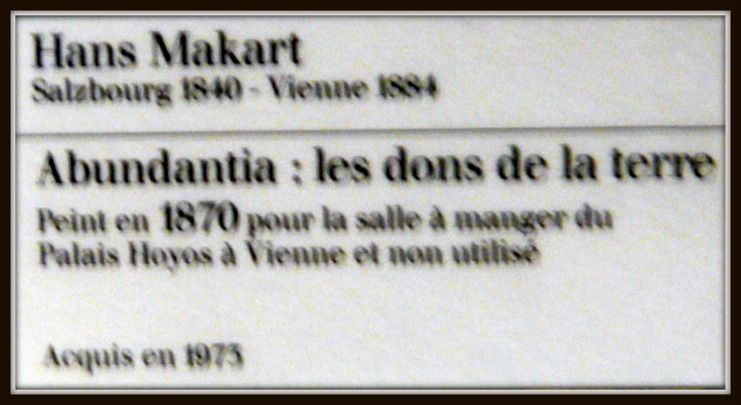 Hans Makart
Salzbourg 1840 - Vienne 1884
Abundantia : les dons de la terre
Peint en 1870 pour la salle à manger du
Palais Hoyos à Vienne et non utilisé
Acquis en 1973